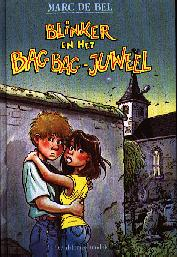 MARC DE BEL
BLINKER
EN HET
BAG-BAG-JUWEEL